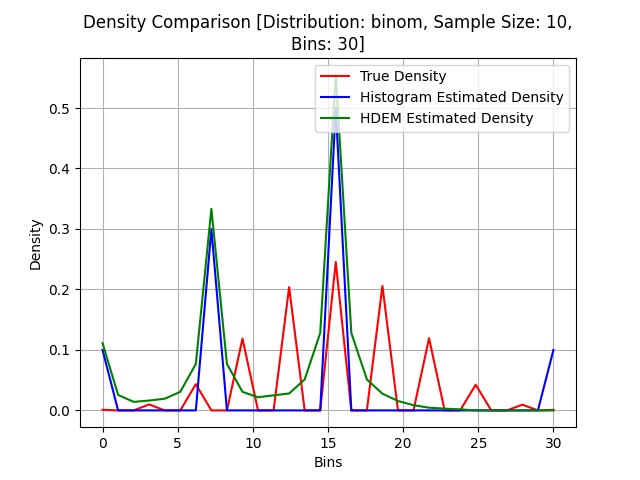 Density Comparison [Distribution: binom, Sample Size: 10,
Bins: 30]
True Density
Histogram Estimated Density
HDEM Estimated Density
Density
0.5
0.4
0.3
0.2
0.1
0.0
0 5 10 15 20 25 30
Bins